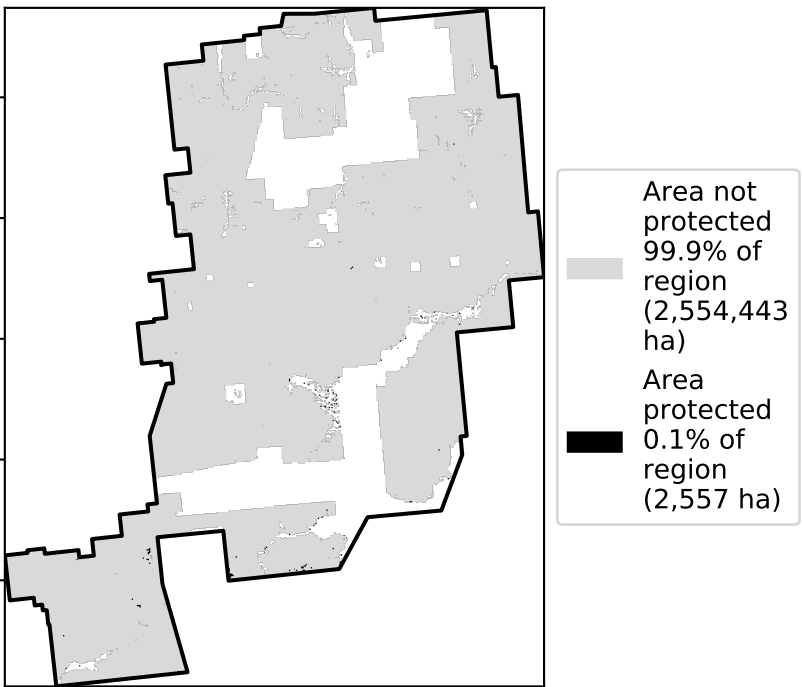 Area not
protected
99.9% of
region
(2,554,443
ha)
Area
protected
0.1% of
region
(2,557 ha)